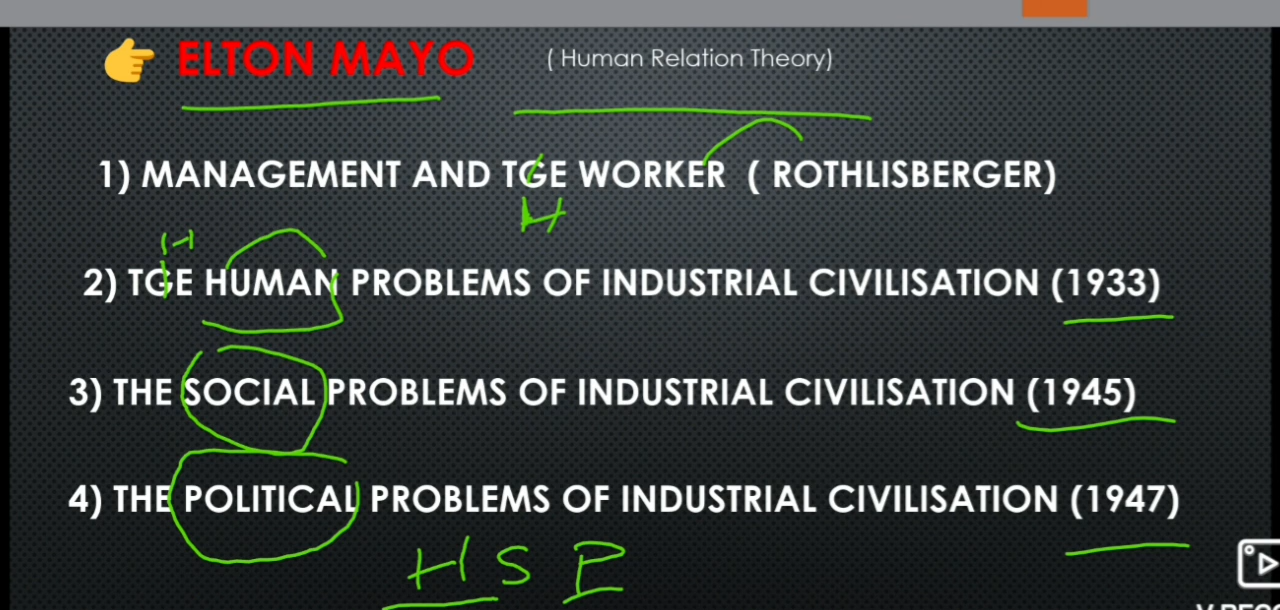 👉 ELTON MAYO ( Human Relation Theory)
1) MANAGEMENT AND TGE WORKER ( ROTHLISBERGER)
H
H
2) TGE HUMAN PROBLEMS OF INDUSTRIAL CIVILISATION (1933)
3) THE SOCIAL PROBLEMS OF INDUSTRIAL CIVILISATION (1945)
4) THE POLITICAL PROBLEMS OF INDUSTRIAL CIVILISATION (1947)
H S P